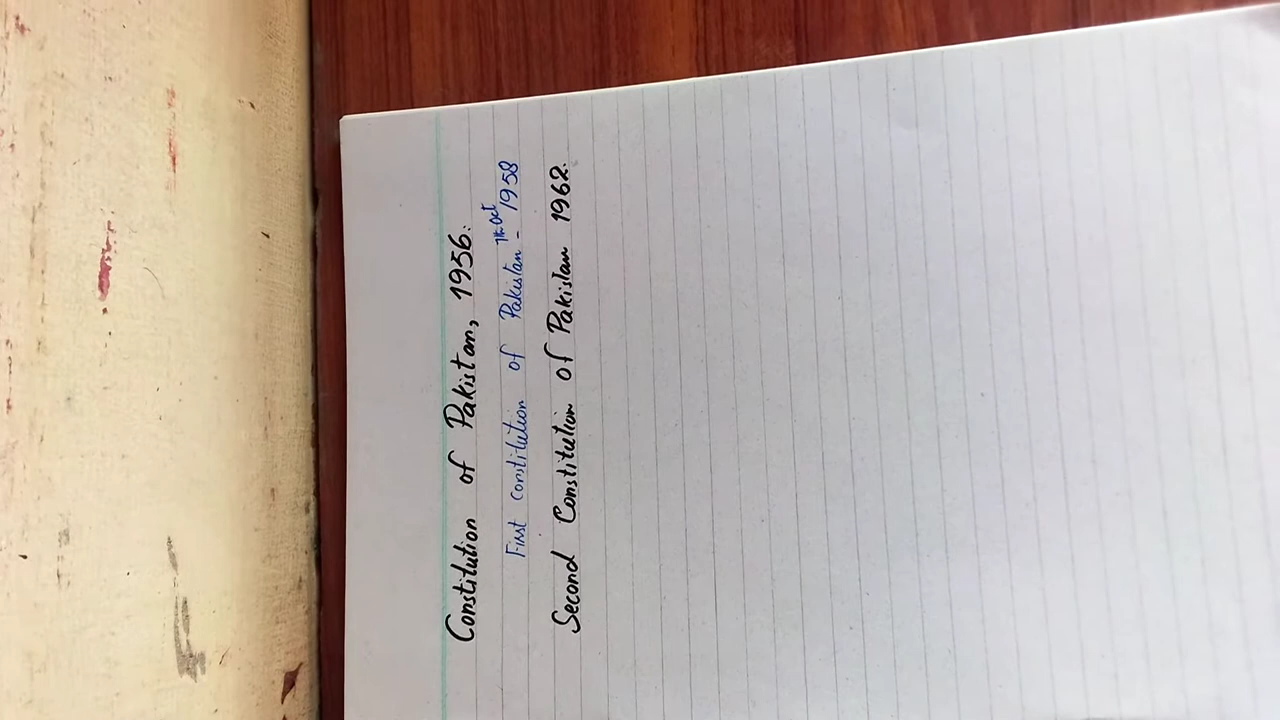 Constitution of Pakistan, 1956:
First constitution of Pakistan - 7th Oct 1958
Second Constitution of Pakistan 1962.